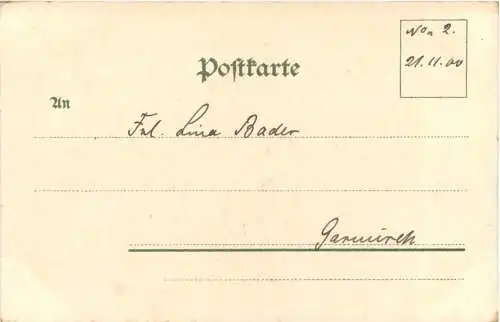 No 2.
21.11.00
Postkarte
An
Frl. Lina Bader
Garmisch